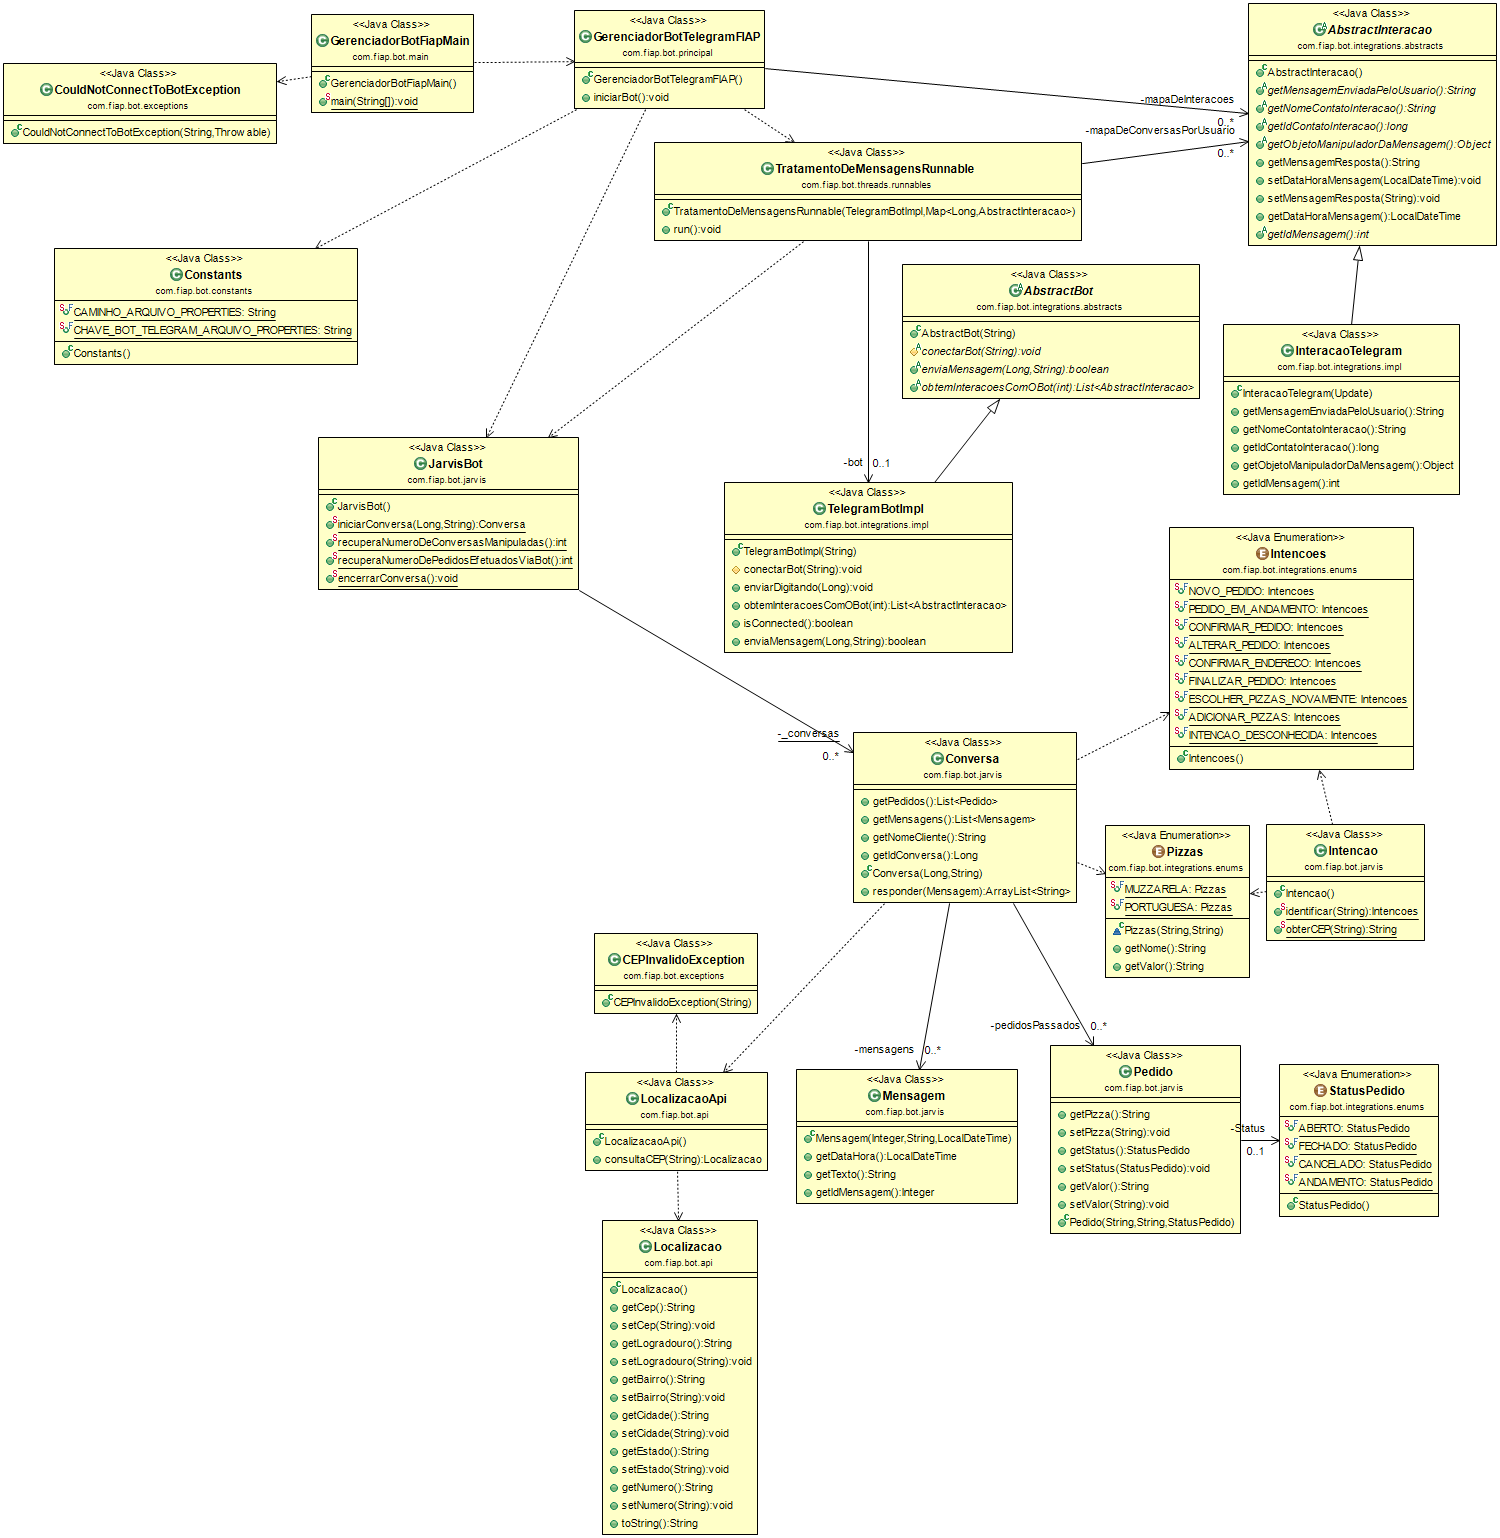 <<Java Class>>
GerenciadorBotFiapMain
com.fiap.bot.main
GerenciadorBotFiapMain()
main(String[]):void
<<Java Class>>
GerenciadorBotTelegramFIAP
com.fiap.bot.principal
GerenciadorBotTelegramFIAP()
iniciarBot():void
<<Java Class>>
AbstractInteracao
com.fiap.bot.integrations.abstracts
AbstractInteracao()
getMensagemEnviadaPeloUsuario():String
getNomeContatoInteracao():String
getIdContatoInteracao():long
getObjetoManipuladorDaMensagem():Object
getMensagemResposta():String
setDataHoraMensagem(LocalDateTime):void
setMensagemResposta(String):void
getDataHoraMensagem():LocalDateTime
getIdMensagem():int
<<Java Class>>
CouldNotConnectToBotException
com.fiap.bot.exceptions
CouldNotConnectToBotException(String,Throwable)
-mapaDeInteracoes
0..*
-mapaDeConversasPorUsuario
0..*
<<Java Class>>
TratamentoDeMensagensRunnable
com.fiap.bot.threads.runnables
TratamentoDeMensagensRunnable(TelegramBotImpl,Map<Long,AbstractInteracao>)
run():void
<<Java Class>>
Constants
com.fiap.bot.constants
CAMINHO_ARQUIVO_PROPERTIES: String
CHAVE_BOT_TELEGRAM_ARQUIVO_PROPERTIES: String
Constants()
<<Java Class>>
AbstractBot
com.fiap.bot.integrations.abstracts
AbstractBot(String)
conectarBot(String):void
enviaMensagem(Long,String):boolean
obtemInteracoesComOBot(int):List<AbstractInteracao>
<<Java Class>>
InteracaoTelegram
com.fiap.bot.integrations.impl
InteracaoTelegram(Update)
getMensagemEnviadaPeloUsuario():String
getNomeContatoInteracao():String
getIdContatoInteracao():long
getObjetoManipuladorDaMensagem():Object
getIdMensagem():int
<<Java Class>>
JarvisBot
com.fiap.bot.jarvis
JarvisBot()
iniciarConversa(Long,String):Conversa
recuperaNumeroDeConversasManipuladas():int
recuperaNumeroDePedidosEfetuadosViaBot():int
encerrarConversa():void
-bot
0..1
<<Java Class>>
TelegramBotImpl
com.fiap.bot.integrations.impl
TelegramBotImpl(String)
conectarBot(String):void
enviarDigitando(Long):void
obtemInteracoesComOBot(int):List<AbstractInteracao>
isConnected():boolean
enviaMensagem(Long,String):boolean
<<Java Enumeration>>
Intencoes
com.fiap.bot.integrations.enums
NOVO_PEDIDO: Intencoes
PEDIDO_EM_ANDAMENTO: Intencoes
CONFIRMAR_PEDIDO: Intencoes
ALTERAR_PEDIDO: Intencoes
CONFIRMAR_ENDERECO: Intencoes
FINALIZAR_PEDIDO: Intencoes
ESCOLHER_PIZZAS_NOVAMENTE: Intencoes
ADICIONAR_PIZZAS: Intencoes
INTENCAO_DESCONHECIDA: Intencoes
Intencoes()
-_conversas
0..*
<<Java Class>>
Conversa
com.fiap.bot.jarvis
getPedidos():List<Pedido>
getMensagens():List<Mensagem>
getNomeCliente():String
getIdConversa():Long
Conversa(Long,String)
responder(Mensagem):ArrayList<String>
<<Java Enumeration>>
Pizzas
com.fiap.bot.integrations.enums
MUZZARELA: Pizzas
PORTUGUESA: Pizzas
Pizzas(String,String)
getNome():String
getValor():String
<<Java Class>>
Intencao
com.fiap.bot.jarvis
Intencao()
identificar(String):Intencoes
obterCEP(String):String
<<Java Class>>
CEPInvalidoException
com.fiap.bot.exceptions
CEPInvalidoException(String)
-pedidosPassados
0..*
-mensagens
0..*
<<Java Class>>
LocalizacaoApi
com.fiap.bot.api
LocalizacaoApi()
consultaCEP(String):Localizacao
<<Java Class>>
Mensagem
com.fiap.bot.jarvis
Mensagem(Integer,String,LocalDateTime)
getDataHora():LocalDateTime
getTexto():String
getIdMensagem():Integer
<<Java Class>>
Pedido
com.fiap.bot.jarvis
getPizza():String
setPizza(String):void
getStatus():StatusPedido
setStatus(StatusPedido):void
getValor():String
setValor(String):void
Pedido(String,String,StatusPedido)
-Status
0..1
<<Java Enumeration>>
StatusPedido
com.fiap.bot.integrations.enums
ABERTO: StatusPedido
FECHADO: StatusPedido
CANCELADO: StatusPedido
ANDAMENTO: StatusPedido
StatusPedido()
<<Java Class>>
Localizacao
com.fiap.bot.api
Localizacao()
getCep():String
setCep(String):void
getLogradouro():String
setLogradouro(String):void
getBairro():String
setBairro(String):void
getCidade():String
setCidade(String):void
getEstado():String
setEstado(String):void
getNumero():String
setNumero(String):void
toString():String